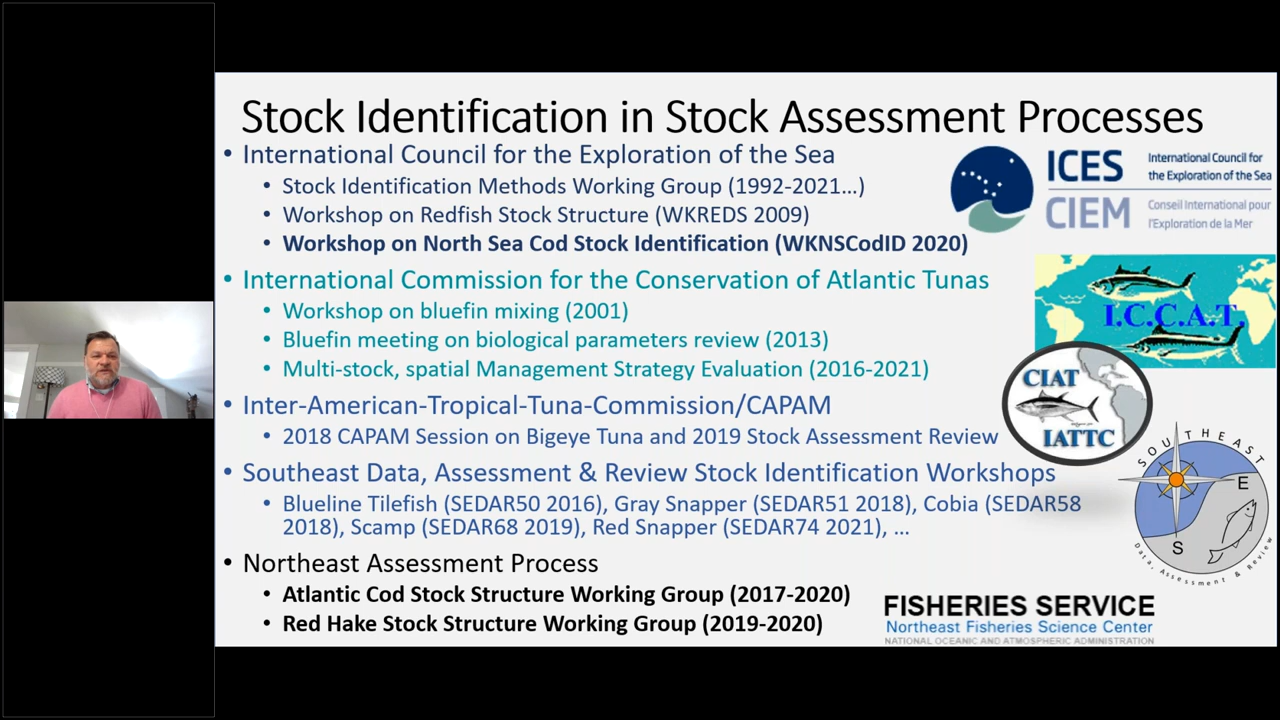 Stock Identification in Stock Assessment Processes
• International Council for the Exploration of the Sea
• Stock Identification Methods Working Group (1992-2021…)
• Workshop on Redfish Stock Structure (WKREDS 2009)
• Workshop on North Sea Cod Stock Identification (WKNSCodID 2020)
ICES
International Council for
the Exploration of the Sea
CIEM
Conseil International pour
l'Exploration de la Mer
• International Commission for the Conservation of Atlantic Tunas
• Workshop on bluefin mixing (2001)
• Bluefin meeting on biological parameters review (2013)
• Multi-stock, spatial Management Strategy Evaluation (2016-2021)
I.C.C.A.T.
• Inter-American-Tropical-Tuna-Commission/CAPAM
• 2018 CAPAM Session on Bigeye Tuna and 2019 Stock Assessment Review
CIAT
IATTC
• Southeast Data, Assessment & Review Stock Identification Workshops
• Blueline Tilefish (SEDAR50 2016), Gray Snapper (SEDAR51 2018), Cobia (SEDAR58
2018), Scamp (SEDAR68 2019), Red Snapper (SEDAR74 2021), …
SOUTHEAST
E
S
Data, Assessment & Review
• Northeast Assessment Process
• Atlantic Cod Stock Structure Working Group (2017-2020)
• Red Hake Stock Structure Working Group (2019-2020)
FISHERIES SERVICE
Northeast Fisheries Science Center
NATIONAL OCEANIC AND ATMOSPHERIC ADMINISTRATION